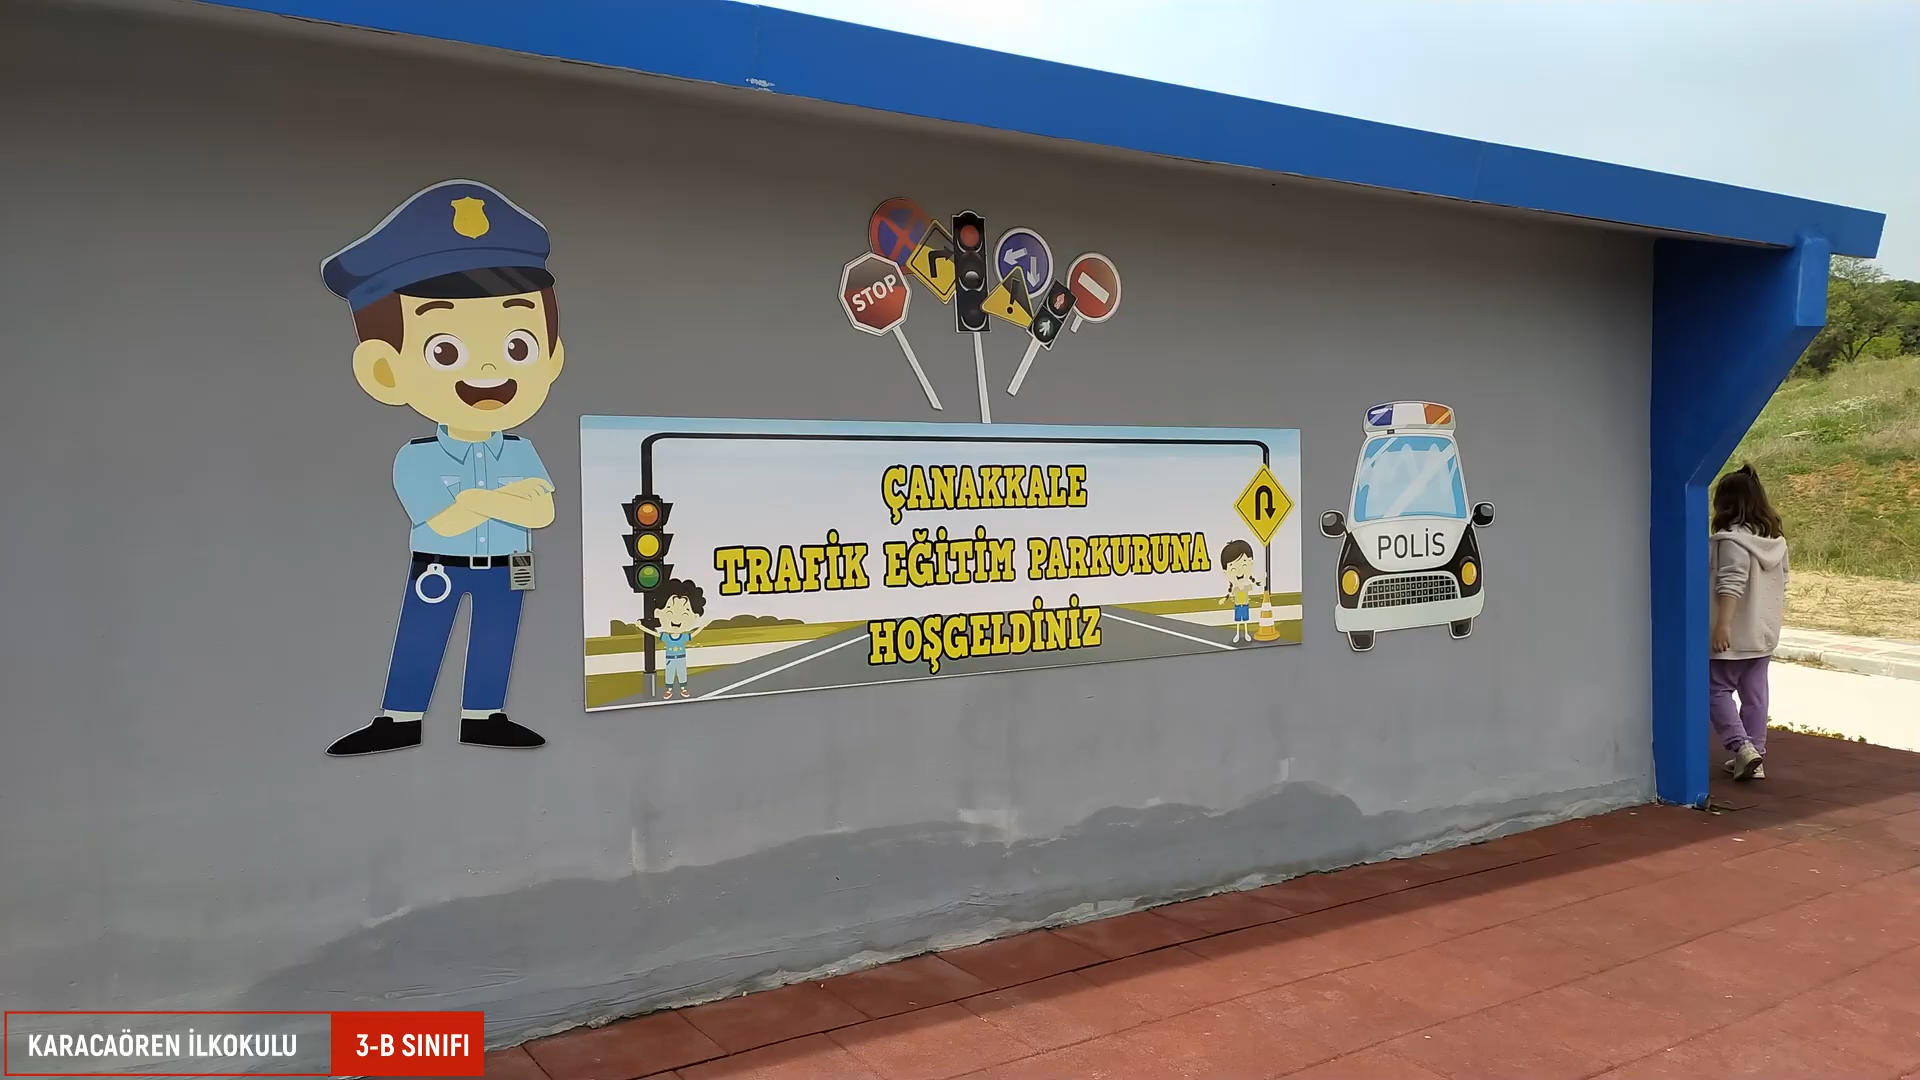 STOP
ÇANAKKALE
TRAFİK EĞİTİM PARKURUNA
HOŞGELDİNİZ
POLİS
KARACAÖREN İLKOKULU 3-B SINIFI